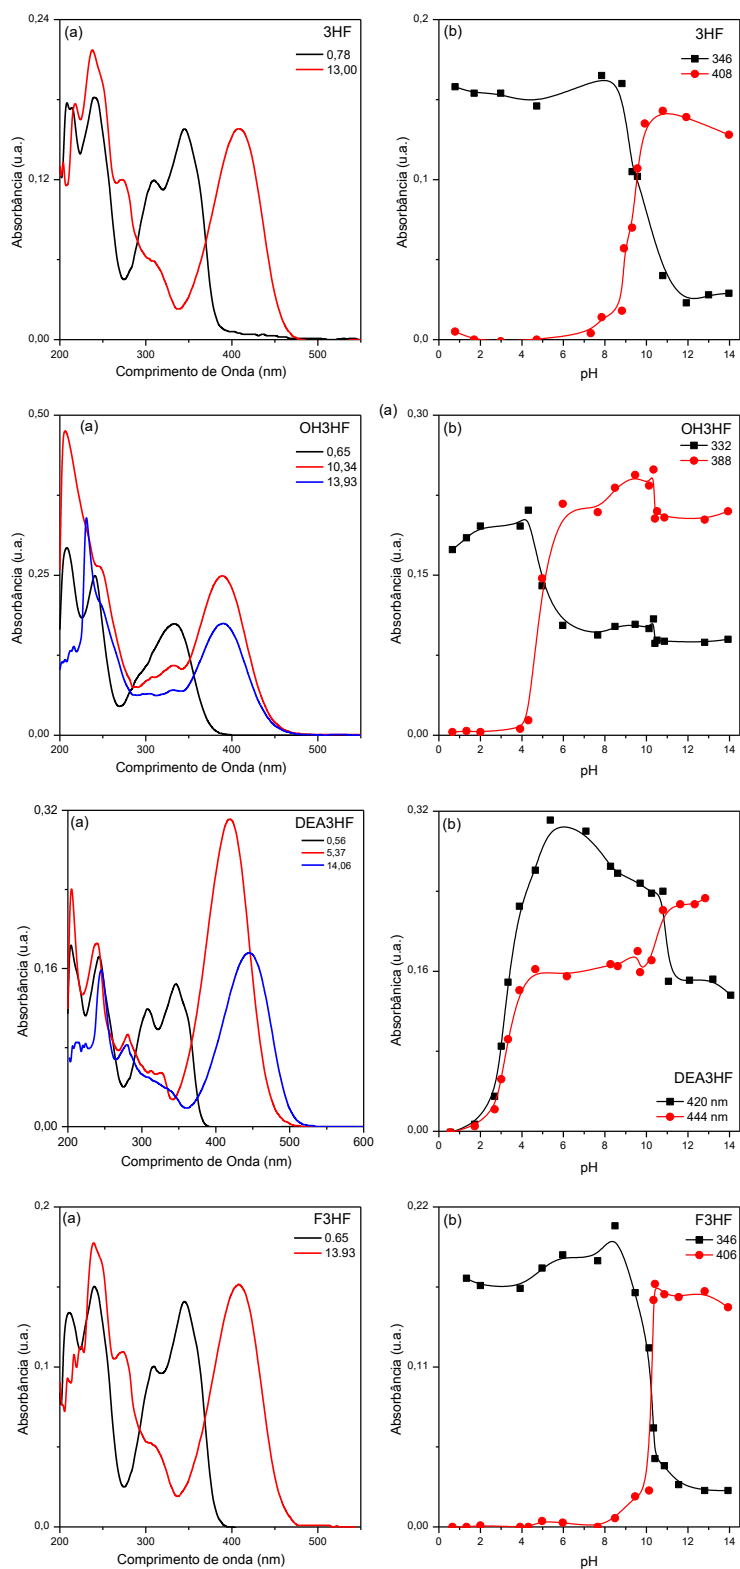 (a)
3HF
0,78
13,00
0,24
0,12
0,00
Absorbância (u.a.)
200
300
400
500
Comprimento de Onda (nm)
(b)
3HF
346
408
0,2
0,1
0,0
Absorbância (u.a.)
0
2
4
6
8
10
12
14
pH
(a)
OH3HF
0,65
10,34
13,93
0,50
0,25
0,00
Absorbância (u.a.)
200
300
400
500
Comprimento de Onda (nm)
(a)
(b)
OH3HF
332
388
0,30
0,15
0,00
Absorbância (u.a.)
0
2
4
6
8
10
12
14
pH
(a)
DEA3HF
0,56
5,37
14,06
0,32
0,16
0,00
Absorbância (u.a.)
200
300
400
500
600
Comprimento de Onda (nm)
(b)
0,32
0,16
0,00
Absorbânica (u.a.)
DEA3HF
420 nm
444 nm
0
2
4
6
8
10
12
14
pH
(a)
F3HF
0.65
13.93
0,2
0,1
0,0
Absorbância (u.a.)
200
300
400
500
Comprimento de onda (nm)
(b)
F3HF
346
406
0,22
0,11
0,00
Absorbância (u.a.)
0
2
4
6
8
10
12
14
pH